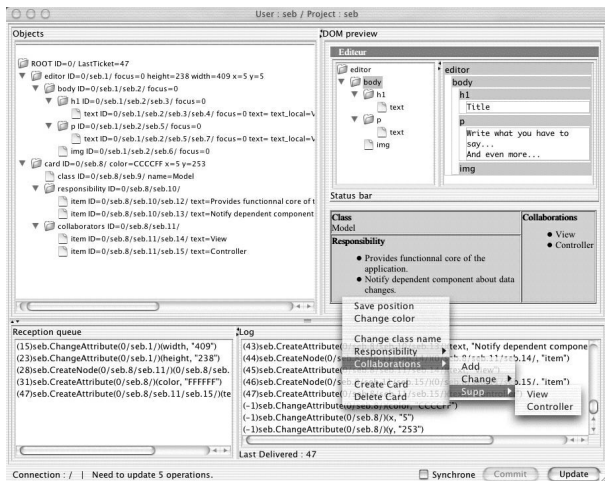 User : seb / Project : seb
Objects
ROOT ID=0/ LastTicket=47
editor ID=0/seb.1/ focus=0 height=238 width=409 x=5 y=5
body ID=0/seb.1/seb.2/ focus=0
h1 ID=0/seb.1/seb.2/seb.3/ focus=0
text ID=0/seb.1/seb.2/seb.3/seb.4/ focus=0 text= text_local=V
p ID=0/seb.1/seb.2/seb.5/ focus=0
text ID=0/seb.1/seb.2/seb.5/seb.7/ focus=0 text= text_local=V
img ID=0/seb.1/seb.2/seb.6/ focus=0
card ID=0/seb.8/ color=CCCCFF x=5 y=253
class ID=0/seb.8/seb.9/ name=Model
responsibility ID=0/seb.8/seb.10/
item ID=0/seb.8/seb.10/seb.12/ text=Provides functionnal core of t
item ID=0/seb.8/seb.10/seb.13/ text=Notify dependent component
collaborators ID=0/seb.8/seb.11/
item ID=0/seb.8/seb.11/seb.14/ text=View
item ID=0/seb.8/seb.11/seb.15/ text=Controller
DOM preview
Editeur
editor
body
h1
text
p
text
img
editor
body
h1
Title
p
Write what you have to
say...
And even more...
img
Status bar
Class
Model
Responsibility
Provides functionnal core of the
application.
Notify dependent component about data
changes.
Collaborations
View
Controller
Save position
Change color
Change class name
Responsibility
Collaborations
Create Card
Delete Card
Add
Change
Supp
View
Controller
Reception queue
(15)seb.ChangeAttribute(0/seb.1/)(width, "409")
(17)seb.ChangeAttribute(0/seb.1/)(height, "238")
(28)seb.CreateNode(0/seb.8/seb.11/)(0/seb.8/seb.
(31)seb.ChangeAttribute(0/seb.8/)(color, "FFFFFF")
(47)seb.CreateAttribute(0/seb.8/seb.11/seb.15/)(te
Log
(43)seb.CreateAttribute(0/ text, "Notify dependent compone
(44)seb.CreateNode(0/seb. seb.11/seb.14/, "item")
(45)seb.CreateAttribute(0
(46)seb.CreateNode(0/seb. "item")
(47)seb.CreateAttribute(0
(-1)seb.ChangeAttribute(0/seb.8/)(color, "CCCCFF")
(-1)seb.ChangeAttribute(0/seb.8/)(x, "5")
(-1)seb.ChangeAttribute(0/seb.8/)(y, "253")
Last Delivered : 47
Connection : / | Need to update 5 operations.
Synchrone
Commit
Update